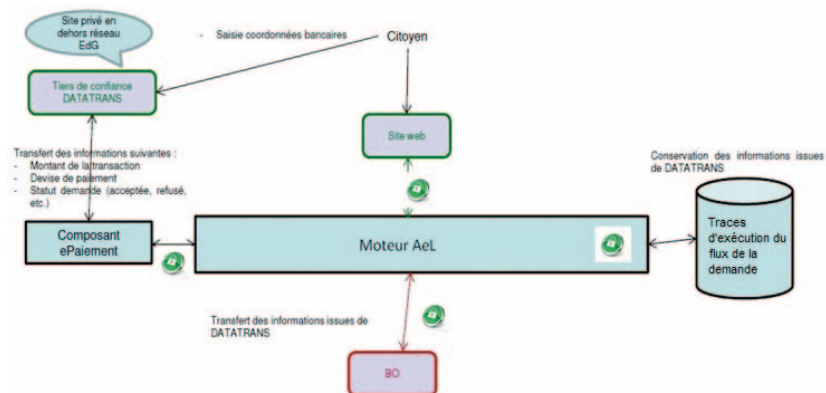 Site privé en
dehors réseau
EdG
- Saisie coordonnées bancaires
Citoyen
Tiers de confiance
DATATRANS
Site web
Transfert des informations suivantes :
- Montant de la transaction
- Devise de paiement
- Statut demande (acceptée, refusé,
etc.)
Conservation des informations issues
de DATATRANS
Composant
ePaiement
Moteur AeL
Traces
d'exécution du
flux de la
demande
Transfert des informations issues de
DATATRANS
BO